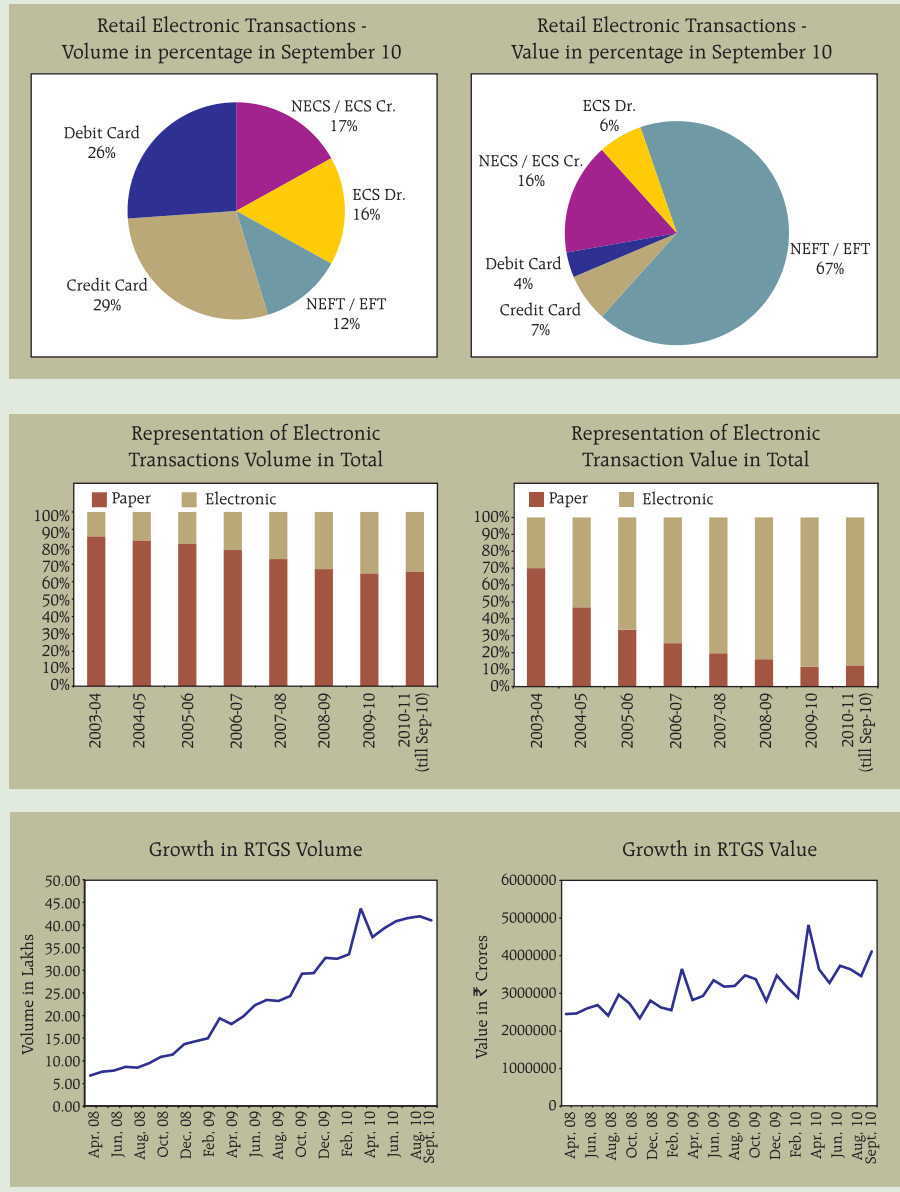 Retail Electronic Transactions -
Volume in percentage in September 10
NECS / ECS Cr.
17%
Debit Card
26%
ECS Dr.
16%
Credit Card
29%
NEFT / EFT
12%
Retail Electronic Transactions -
Value in percentage in September 10
ECS Dr.
6%
NECS / ECS Cr.
16%
NEFT / EFT
67%
Debit Card
4%
Credit Card
7%
Representation of Electronic
Transactions Volume in Total
Paper Electronic
100%
90%
80%
70%
60%
50%
40%
30%
20%
10%
0%
2003-04
2004-05
2005-06
2006-07
2007-08
2008-09
2009-10
2010-11
(till Sep-10)
Representation of Electronic
Transaction Value in Total
Paper Electronic
100%
90%
80%
70%
60%
50%
40%
30%
20%
10%
0%
2003-04
2004-05
2005-06
2006-07
2007-08
2008-09
2009-10
2010-11
(till Sep-10)
Growth in RTGS Volume
Volume in Lakhs
50.00
45.00
40.00
35.00
30.00
25.00
20.00
15.00
10.00
5.00
0.00
Apr, 08
Jun, 08
Aug, 08
Oct, 08
Dec, 08
Feb, 09
Apr, 09
Jun, 09
Aug, 09
Oct, 09
Dec, 09
Feb, 10
Apr, 10
Jun, 10
Aug, 10
Sept, 10
Growth in RTGS Value
Value in ₹ Crores
6000000
5000000
4000000
3000000
2000000
1000000
0
Apr, 08
Jun, 08
Aug, 08
Oct, 08
Dec, 08
Feb, 09
Apr, 09
Jun, 09
Aug, 09
Oct, 09
Dec, 09
Feb, 10
Apr, 10
Jun, 10
Aug, 10
Sept, 10